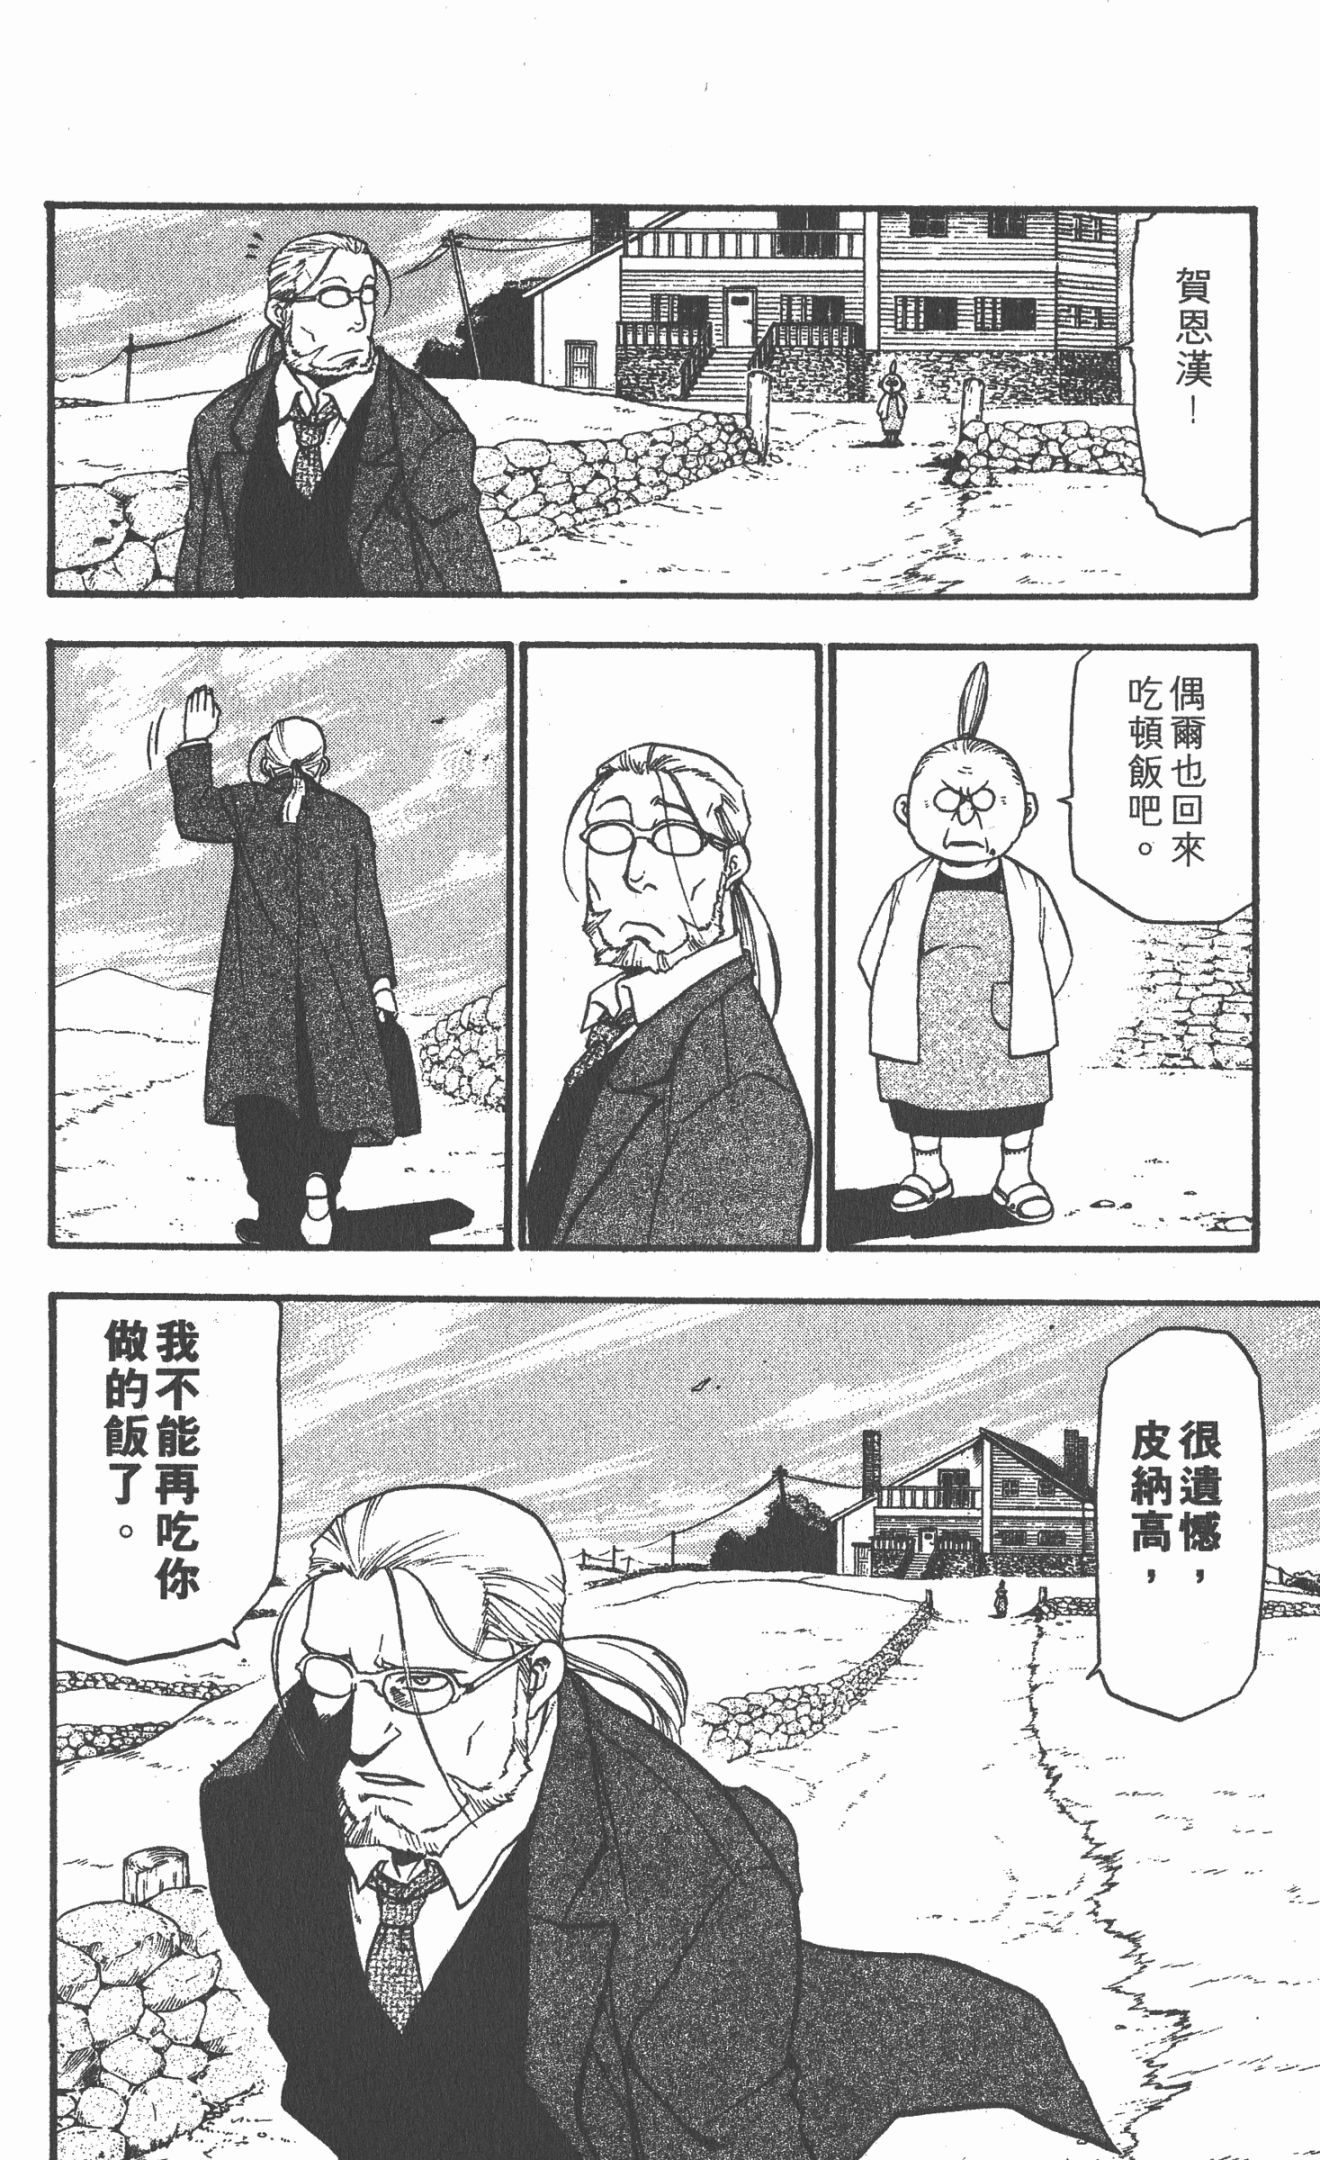 賀恩漢！
偶爾也回來
吃頓飯吧。
很遺憾，
皮納高，
我不能再吃你
做的飯了。